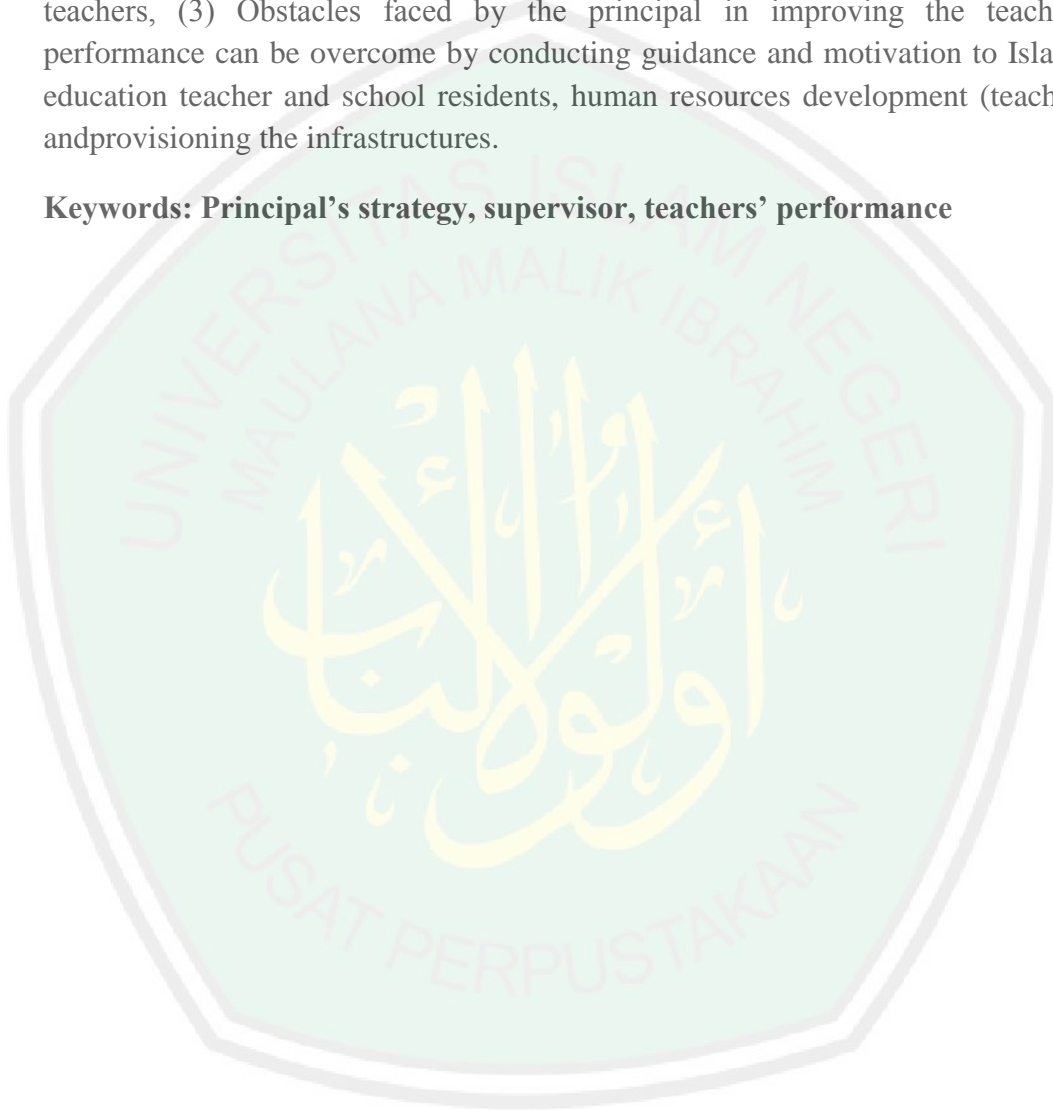 teachers, (3) Obstacles faced by the principal in improving the teach
performance can be overcome by conducting guidance and motivation to Isla
education teacher and school residents, human resources development (teach
andprovisioning the infrastructures.
Keywords: Principal's strategy, supervisor, teachers' performance
UNIVERSITAS ISLAM NEGERI
MAULANA MALIK IBRAHIM
PUSAT PERPUSTAKAAN